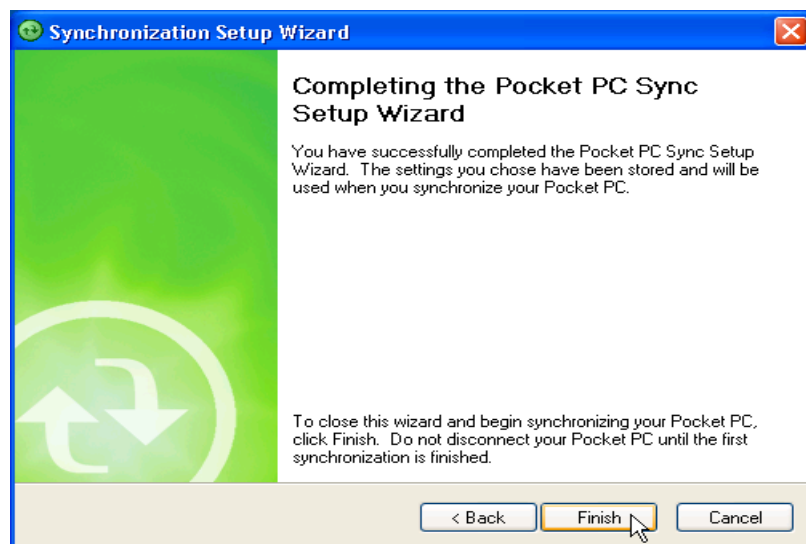 Synchronization Setup Wizard
Completing the Pocket PC Sync
Setup Wizard
You have successfully completed the Pocket PC Sync Setup
Wizard.  The settings you chose have been stored and will be
used when you synchronize your Pocket PC.
To close this wizard and begin synchronizing your Pocket PC,
click Finish.  Do not disconnect your Pocket PC until the first
synchronization is finished.
< Back Finish Cancel